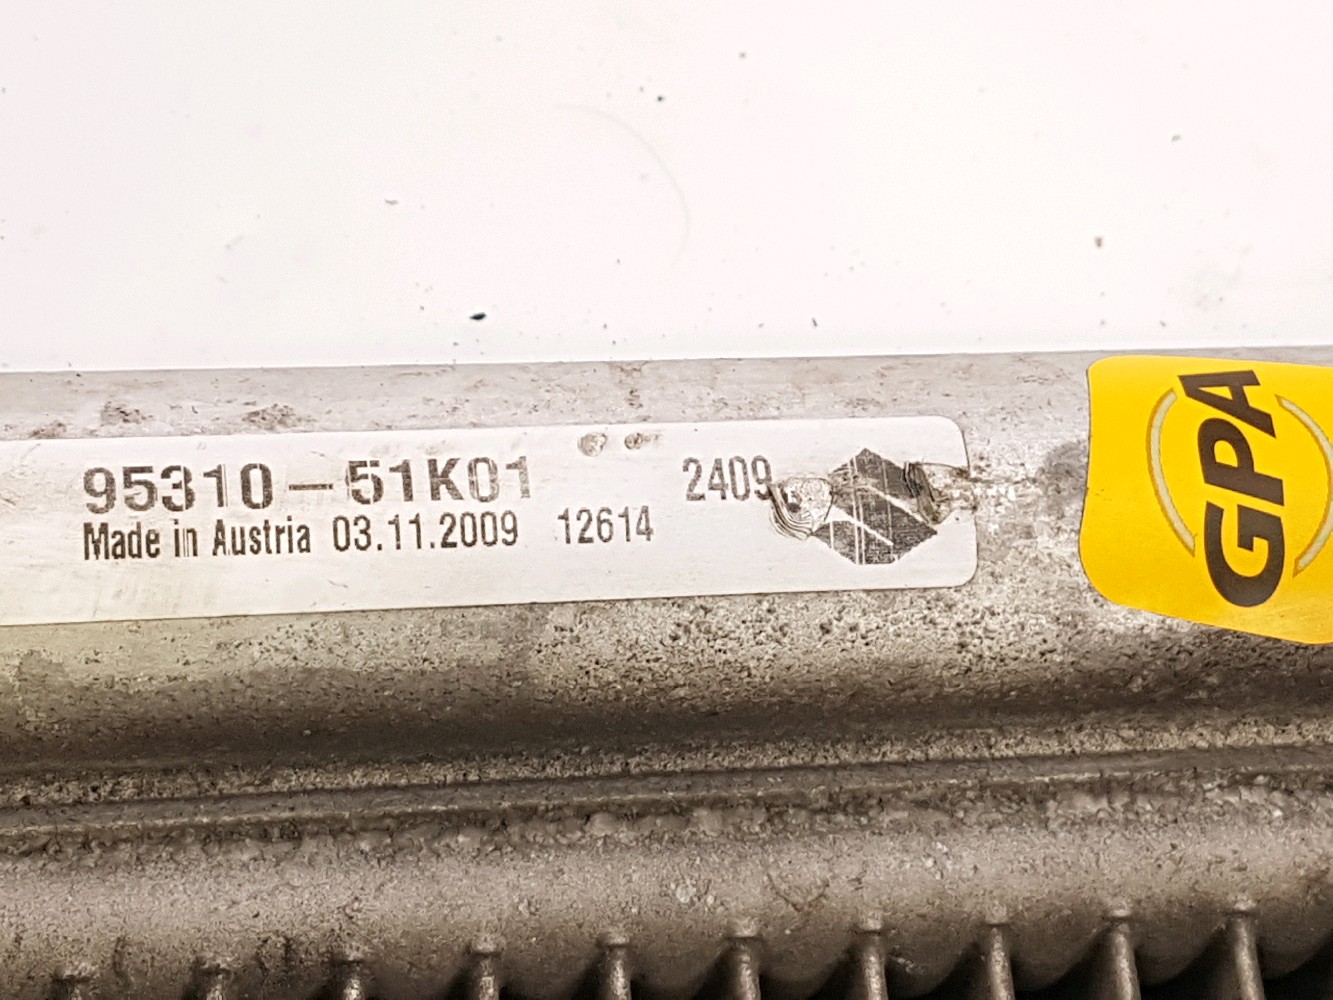 95310-51K01 2409
Made in Austria 03.11.2009 12614
GPA